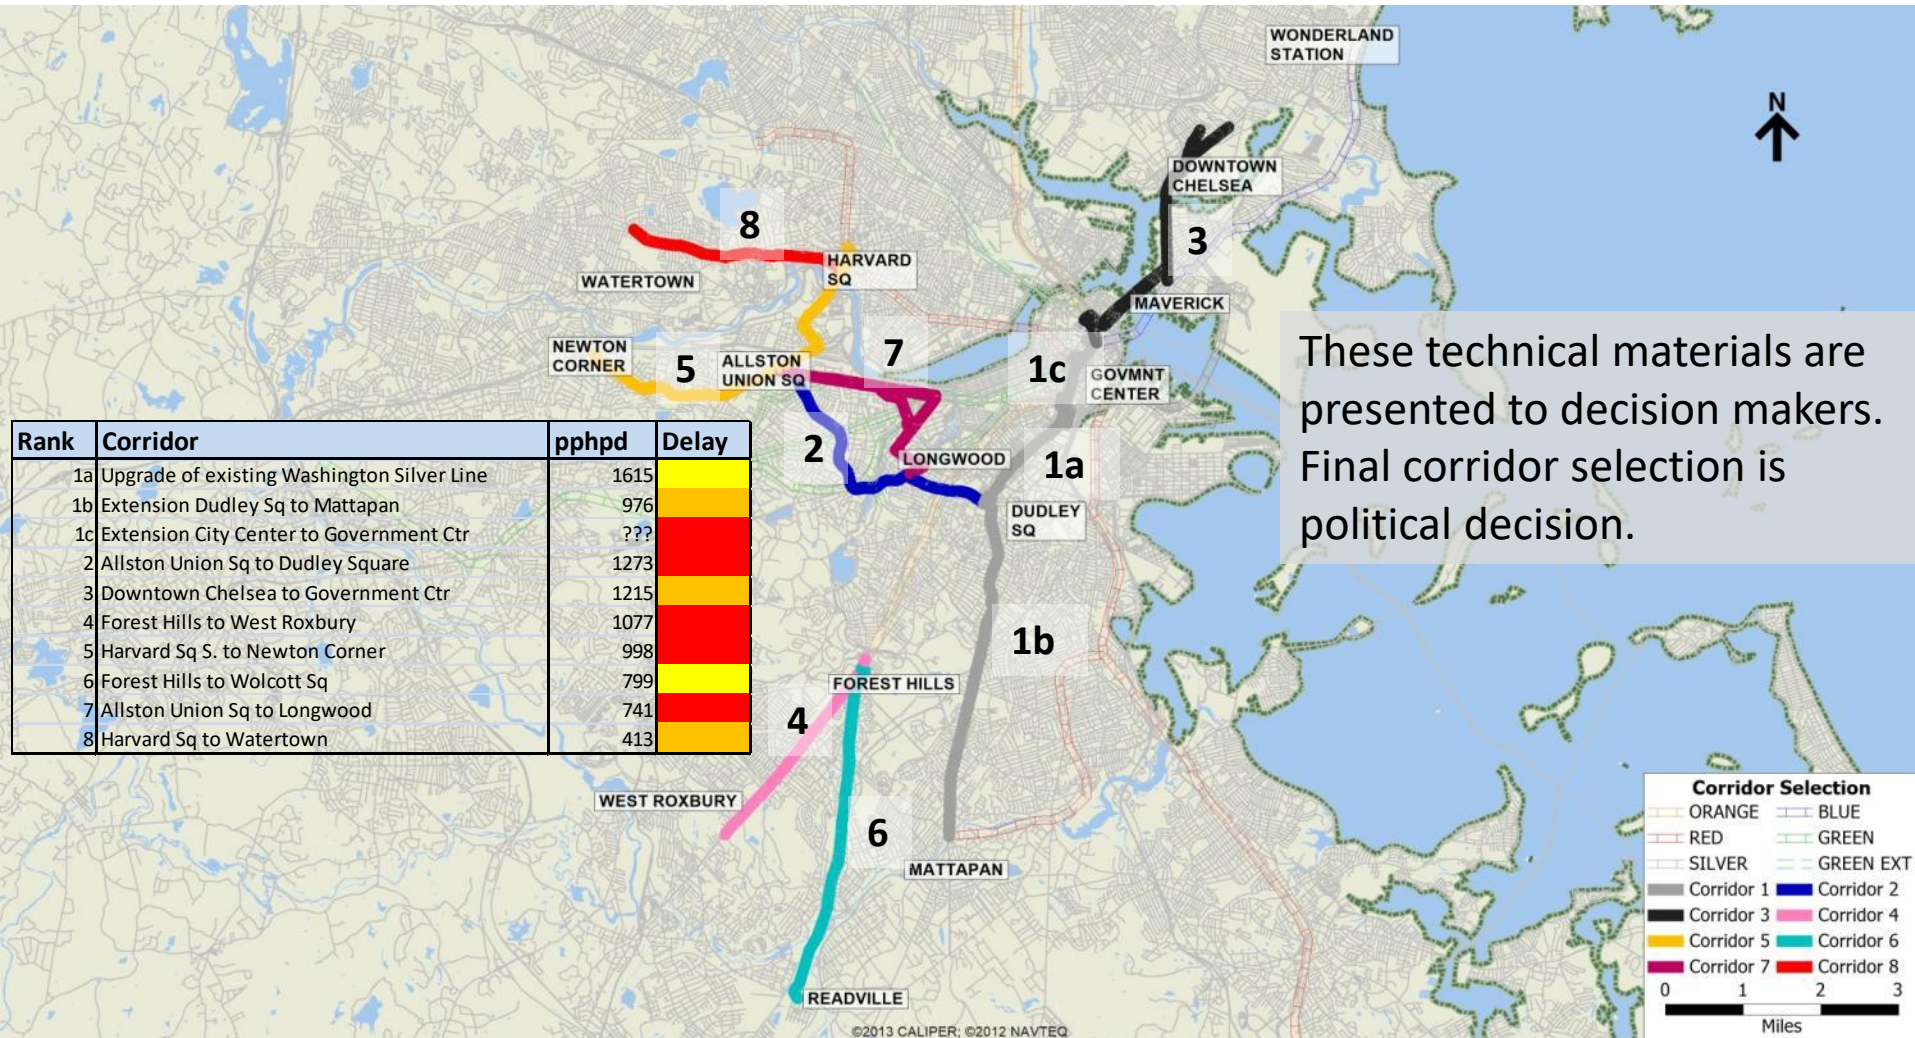 WONDERLAND
STATION
N
DOWNTOWN
CHELSEA
8
3
HARVARD
SQ
WATERTOWN
MAVERICK
NEWTON
CORNER
5
ALLSTON
UNION SQ
7
1c
GOVMNT
CENTER
These technical materials are
presented to decision makers.
Final corridor selection is
political decision.
Rank Corridor pphpd Delay
1a Upgrade of existing Washington Silver Line 1615
1b Extension Dudley Sq to Mattapan 976
1c Extension City Center to Government Ctr ???
2 Allston Union Sq to Dudley Square 1273
3 Downtown Chelsea to Government Ctr 1215
4 Forest Hills to West Roxbury 1077
5 Harvard Sq S. to Newton Corner 998
6 Forest Hills to Wolcott Sq 799
7 Allston Union Sq to Longwood 741
8 Harvard Sq to Watertown 413
2
LONGWOOD
1a
DUDLEY
SQ
1b
FOREST HILLS
4
WEST ROXBURY
6
MATTAPAN
READVILLE
©2013 CALIPER; ©2012 NAVTEQ
Corridor Selection
ORANGE BLUE
RED GREEN
SILVER GREEN EXT
Corridor 1 Corridor 2
Corridor 3 Corridor 4
Corridor 5 Corridor 6
Corridor 7 Corridor 8
0 1 2 3
Miles